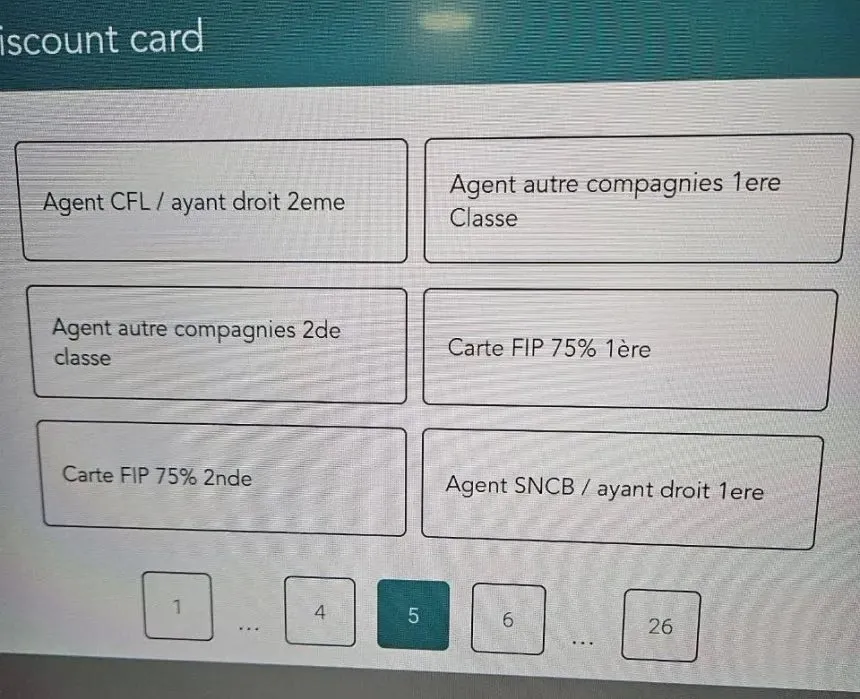 iscount card
Agent CFL / ayant droit 2eme
Agent autre compagnies 1ere
Classe
Agent autre compagnies 2de
classe
Carte FIP 75% 1ère
Carte FIP 75% 2nde
Agent SNCB / ayant droit 1ere
1 ... 4 5 6 ... 26